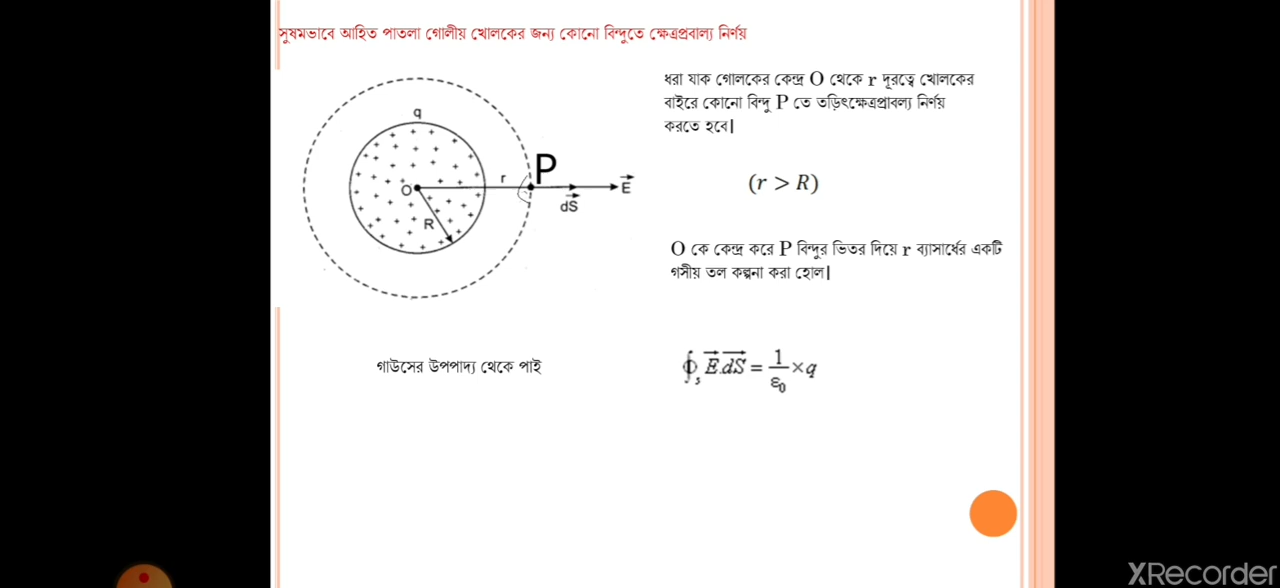 সুষমভাবে আহিত পাতলা গোলীয় খোলকের জন্য কোনো বিন্দুতে ক্ষেত্রপ্রবাল্য নির্ণয়
ধরা যাক গোলকের কেন্দ্র O থেকে r দূরত্বে খোলকের
বাইরে কোনো বিন্দু P তে তড়িৎক্ষেত্রপ্রাবল্য নির্ণয়
করতে হবে|
q
P
r
O
E
dS
R
(r > R)
O কে কেন্দ্র করে P বিন্দুর ভিতর দিয়ে r ব্যাসার্ধের একটি
গসীয় তল কল্পনা করা হোল|
গাউসের উপপাদ্য থেকে পাই
∮s E.dS = 1/ε0 × q
XRecorder